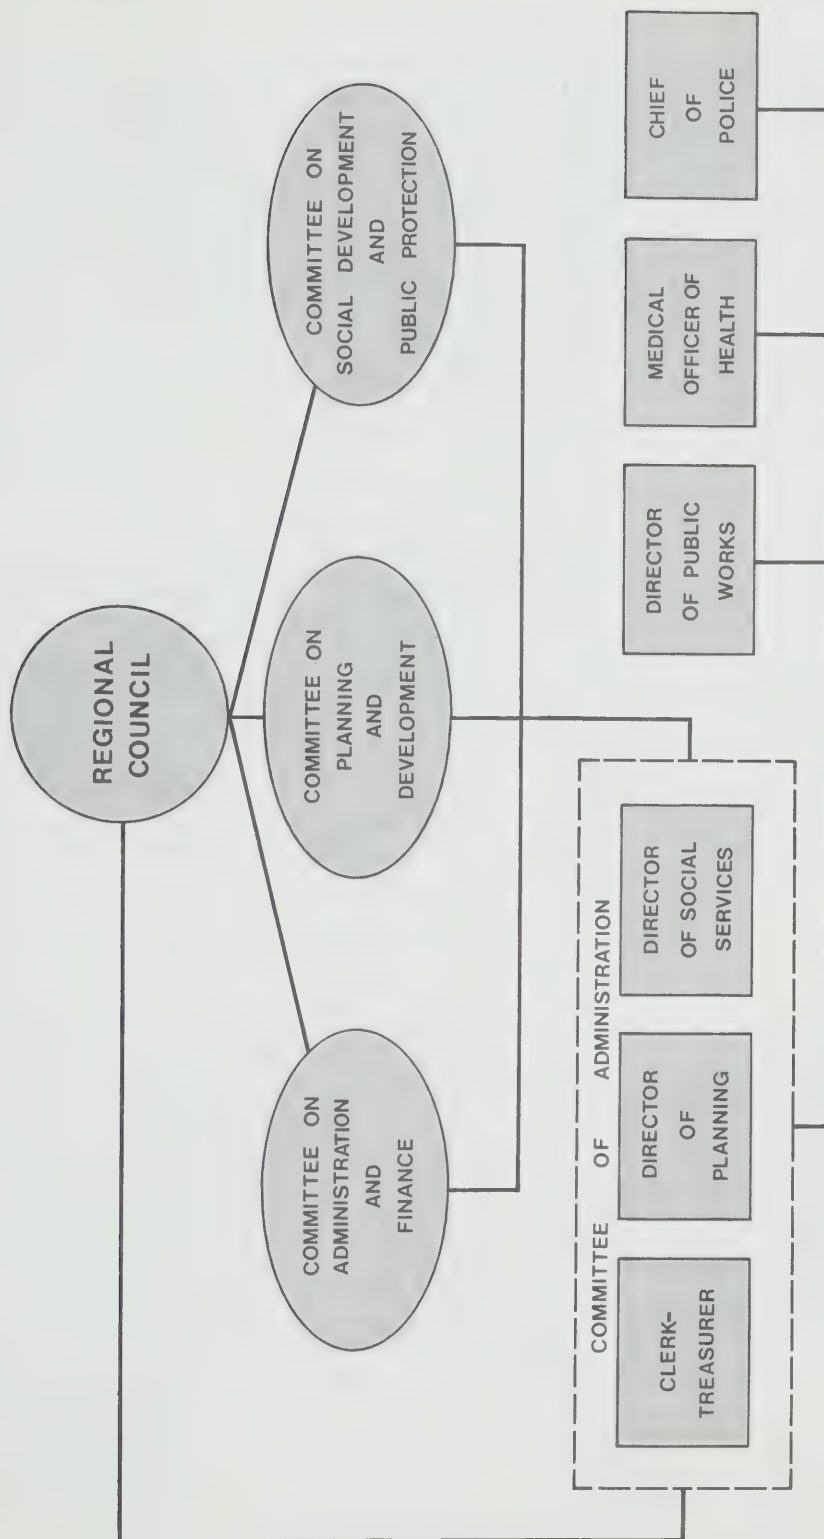 REGIONAL
COUNCIL
COMMITTEE ON
ADMINISTRATION
AND
FINANCE
COMMITTEE ON
PLANNING
AND
DEVELOPMENT
COMMITTEE ON
SOCIAL DEVELOPMENT
AND
PUBLIC PROTECTION
COMMITTEE OF ADMINISTRATION
CLERK-
TREASURER
DIRECTOR
OF
PLANNING
DIRECTOR
OF SOCIAL
SERVICES
DIRECTOR
OF PUBLIC
WORKS
MEDICAL
OFFICER OF
HEALTH
CHIEF
OF
POLICE